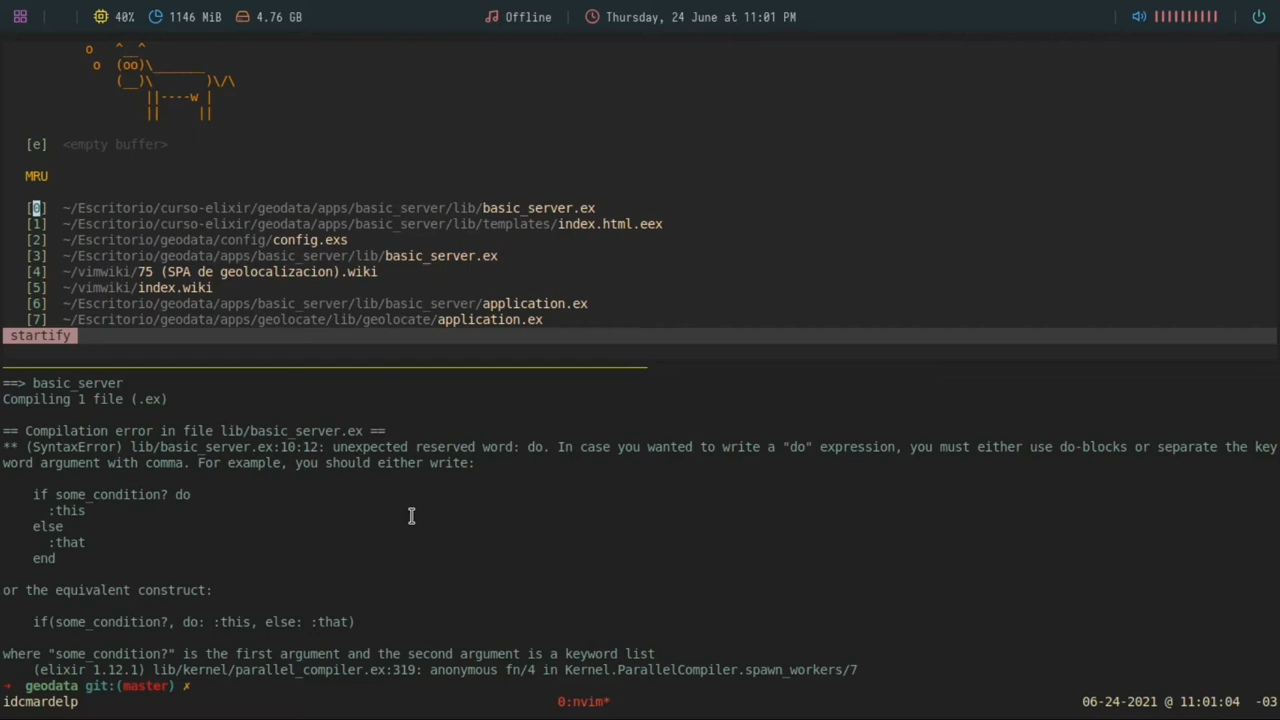 40% 1146 MiB 4.76 GB Offline Thursday, 24 June at 11:01 PM
o   ^__^
 o  (oo)\_______
    (__)\       )\/\
        ||----w |
        ||     ||
[e]  <empty buffer>
MRU
[0]  ~/Escritorio/curso-elixir/geodata/apps/basic_server/lib/basic_server.ex
[1]  ~/Escritorio/curso-elixir/geodata/apps/basic_server/lib/templates/index.html.eex
[2]  ~/Escritorio/geodata/config/config.exs
[3]  ~/Escritorio/geodata/apps/basic_server/lib/basic_server.ex
[4]  ~/vimwiki/75 (SPA de geolocalizacion).wiki
[5]  ~/vimwiki/index.wiki
[6]  ~/Escritorio/geodata/apps/basic_server/lib/basic_server/application.ex
[7]  ~/Escritorio/geodata/apps/geolocate/lib/geolocate/application.ex
startify
==> basic_server
Compiling 1 file (.ex)
== Compilation error in file lib/basic_server.ex ==
** (SyntaxError) lib/basic_server.ex:10:12: unexpected reserved word: do. In case you wanted to write a "do" expression, you must either use do-blocks or separate the key
word argument with comma. For example, you should either write:
    if some_condition? do
      :this
    else
      :that
    end
or the equivalent construct:
    if(some_condition?, do: :this, else: :that)
where "some_condition?" is the first argument and the second argument is a keyword list
    (elixir 1.12.1) lib/kernel/parallel_compiler.ex:319: anonymous fn/4 in Kernel.ParallelCompiler.spawn_workers/7
➜  geodata git:(master) ✗
idcmardelp 0:nvim* 06-24-2021 @ 11:01:04 -03